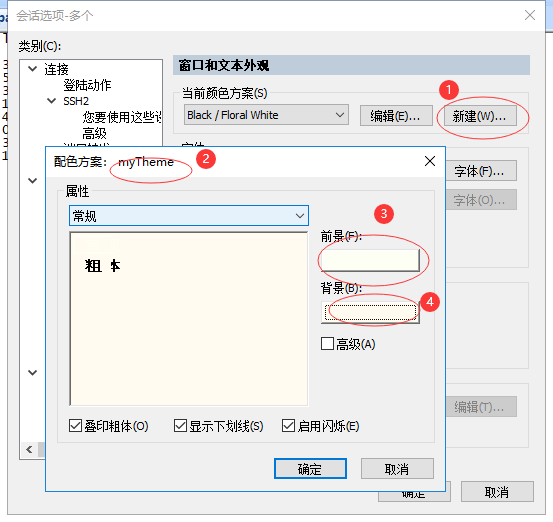 会话选项-多个
类别(C):
连接
登陆动作
SSH2
您要使用这些
高级
窗口和文本外观
当前颜色方案(S)
Black / Floral White
编辑(E)...
新建(W)...
1
字体(F)...
字体(O)...
编辑(T)...
配色方案: myTheme
2
属性
常规
粗 体
3
前景(F):
背景(B):
4
高级(A)
叠印粗体(O)
显示下划线(S)
启用闪烁(E)
确定
取消
确定
取消